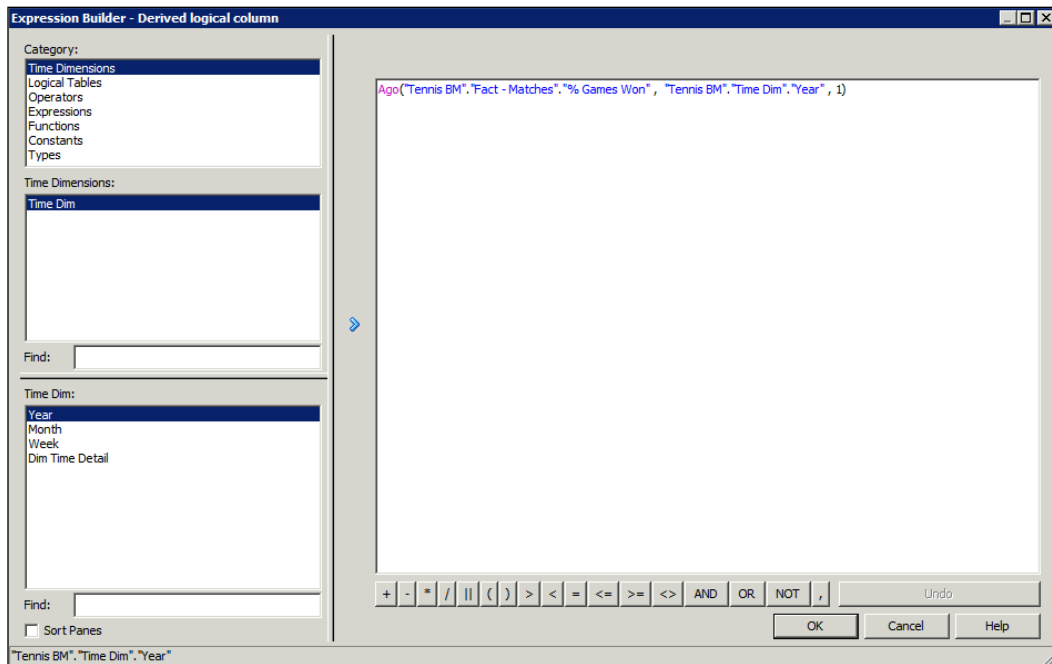 Expression Builder - Derived logical column
Category:
Time Dimensions
Logical Tables
Operators
Expressions
Functions
Constants
Types
Time Dimensions:
Time Dim
Find:
Time Dim:
Year
Month
Week
Dim Time Detail
Find:
Sort Panes
Ago("Tennis BM"."Fact - Matches"."% Games Won" , "Tennis BM"."Time Dim"."Year" , 1)
+ - * / || ( ) > < = <= >= <> AND OR NOT , Undo
OK Cancel Help
"Tennis BM"."Time Dim"."Year"